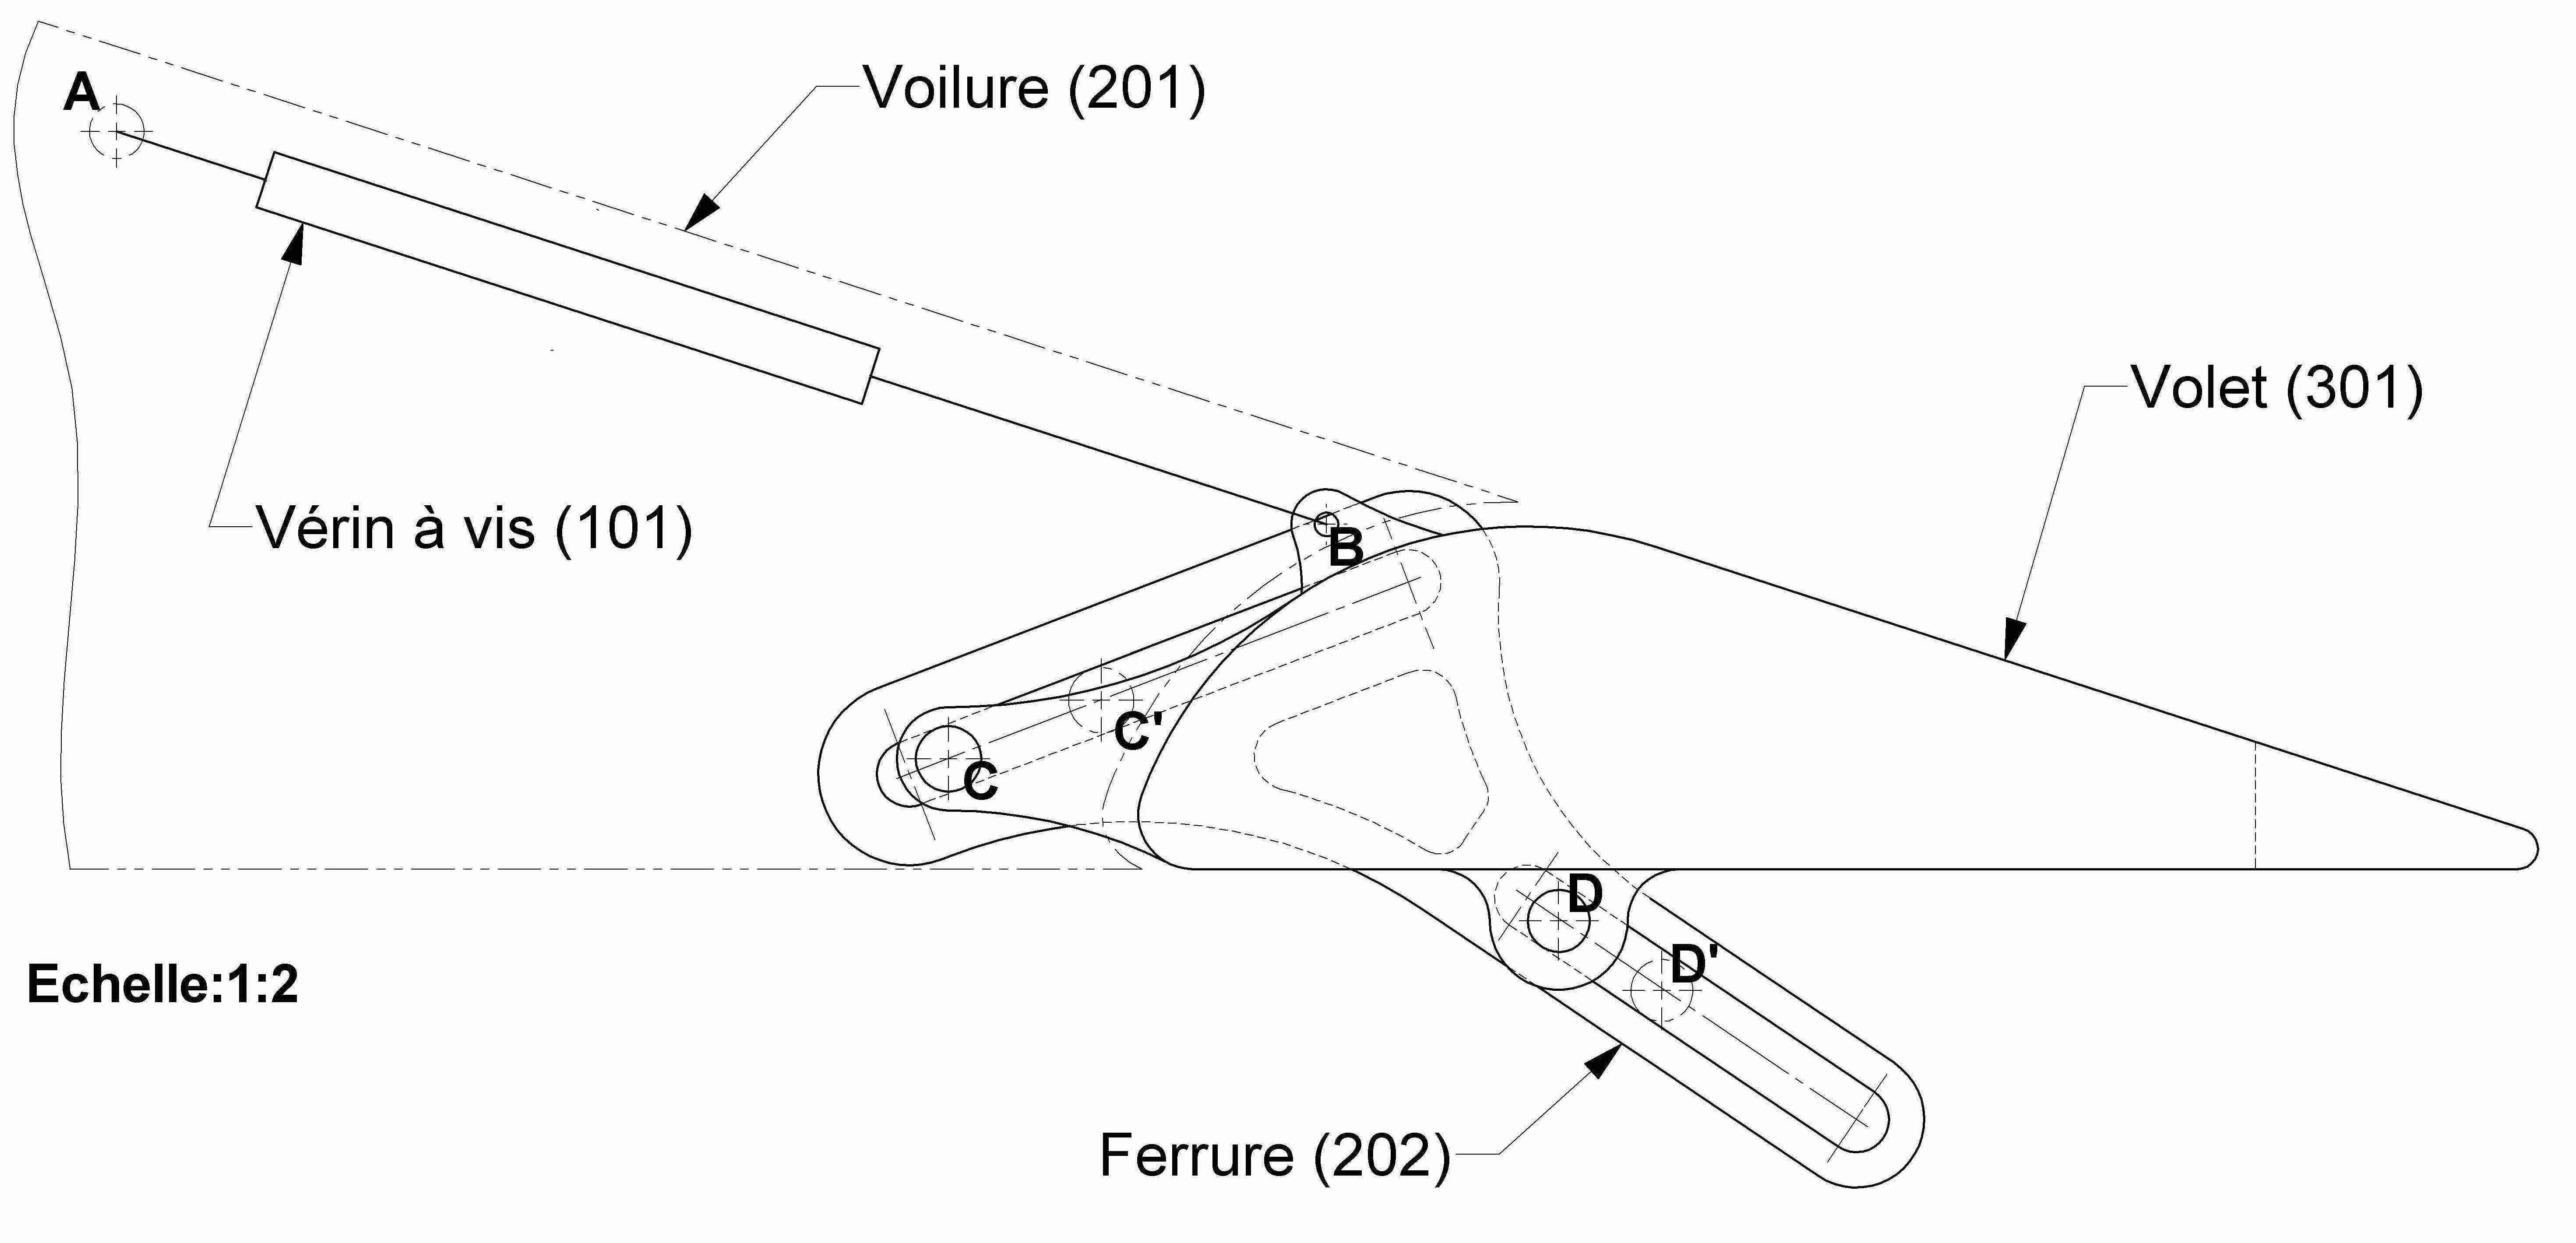 A
Voilure (201)
Volet (301)
Vérin à vis (101)
B
C'
C
D
D'
Echelle:1:2
Ferrure (202)